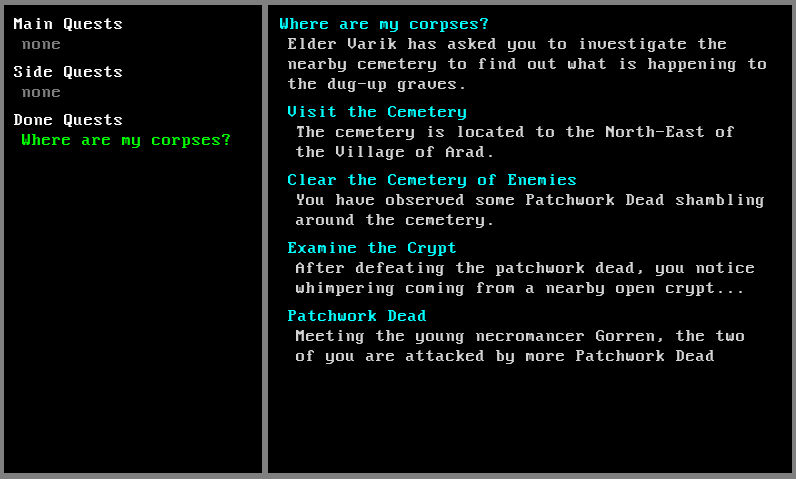 Main Quests
none
Side Quests
none
Done Quests
Where are my corpses?
Where are my corpses?
Elder Varik has asked you to investigate the
nearby cemetery to find out what is happening to
the dug-up graves.
Visit the Cemetery
The cemetery is located to the North-East of
the Village of Arad.
Clear the Cemetery of Enemies
You have observed some Patchwork Dead shambling
around the cemetery.
Examine the Crypt
After defeating the patchwork dead, you notice
whimpering coming from a nearby open crypt...
Patchwork Dead
Meeting the young necromancer Gorren, the two
of you are attacked by more Patchwork Dead